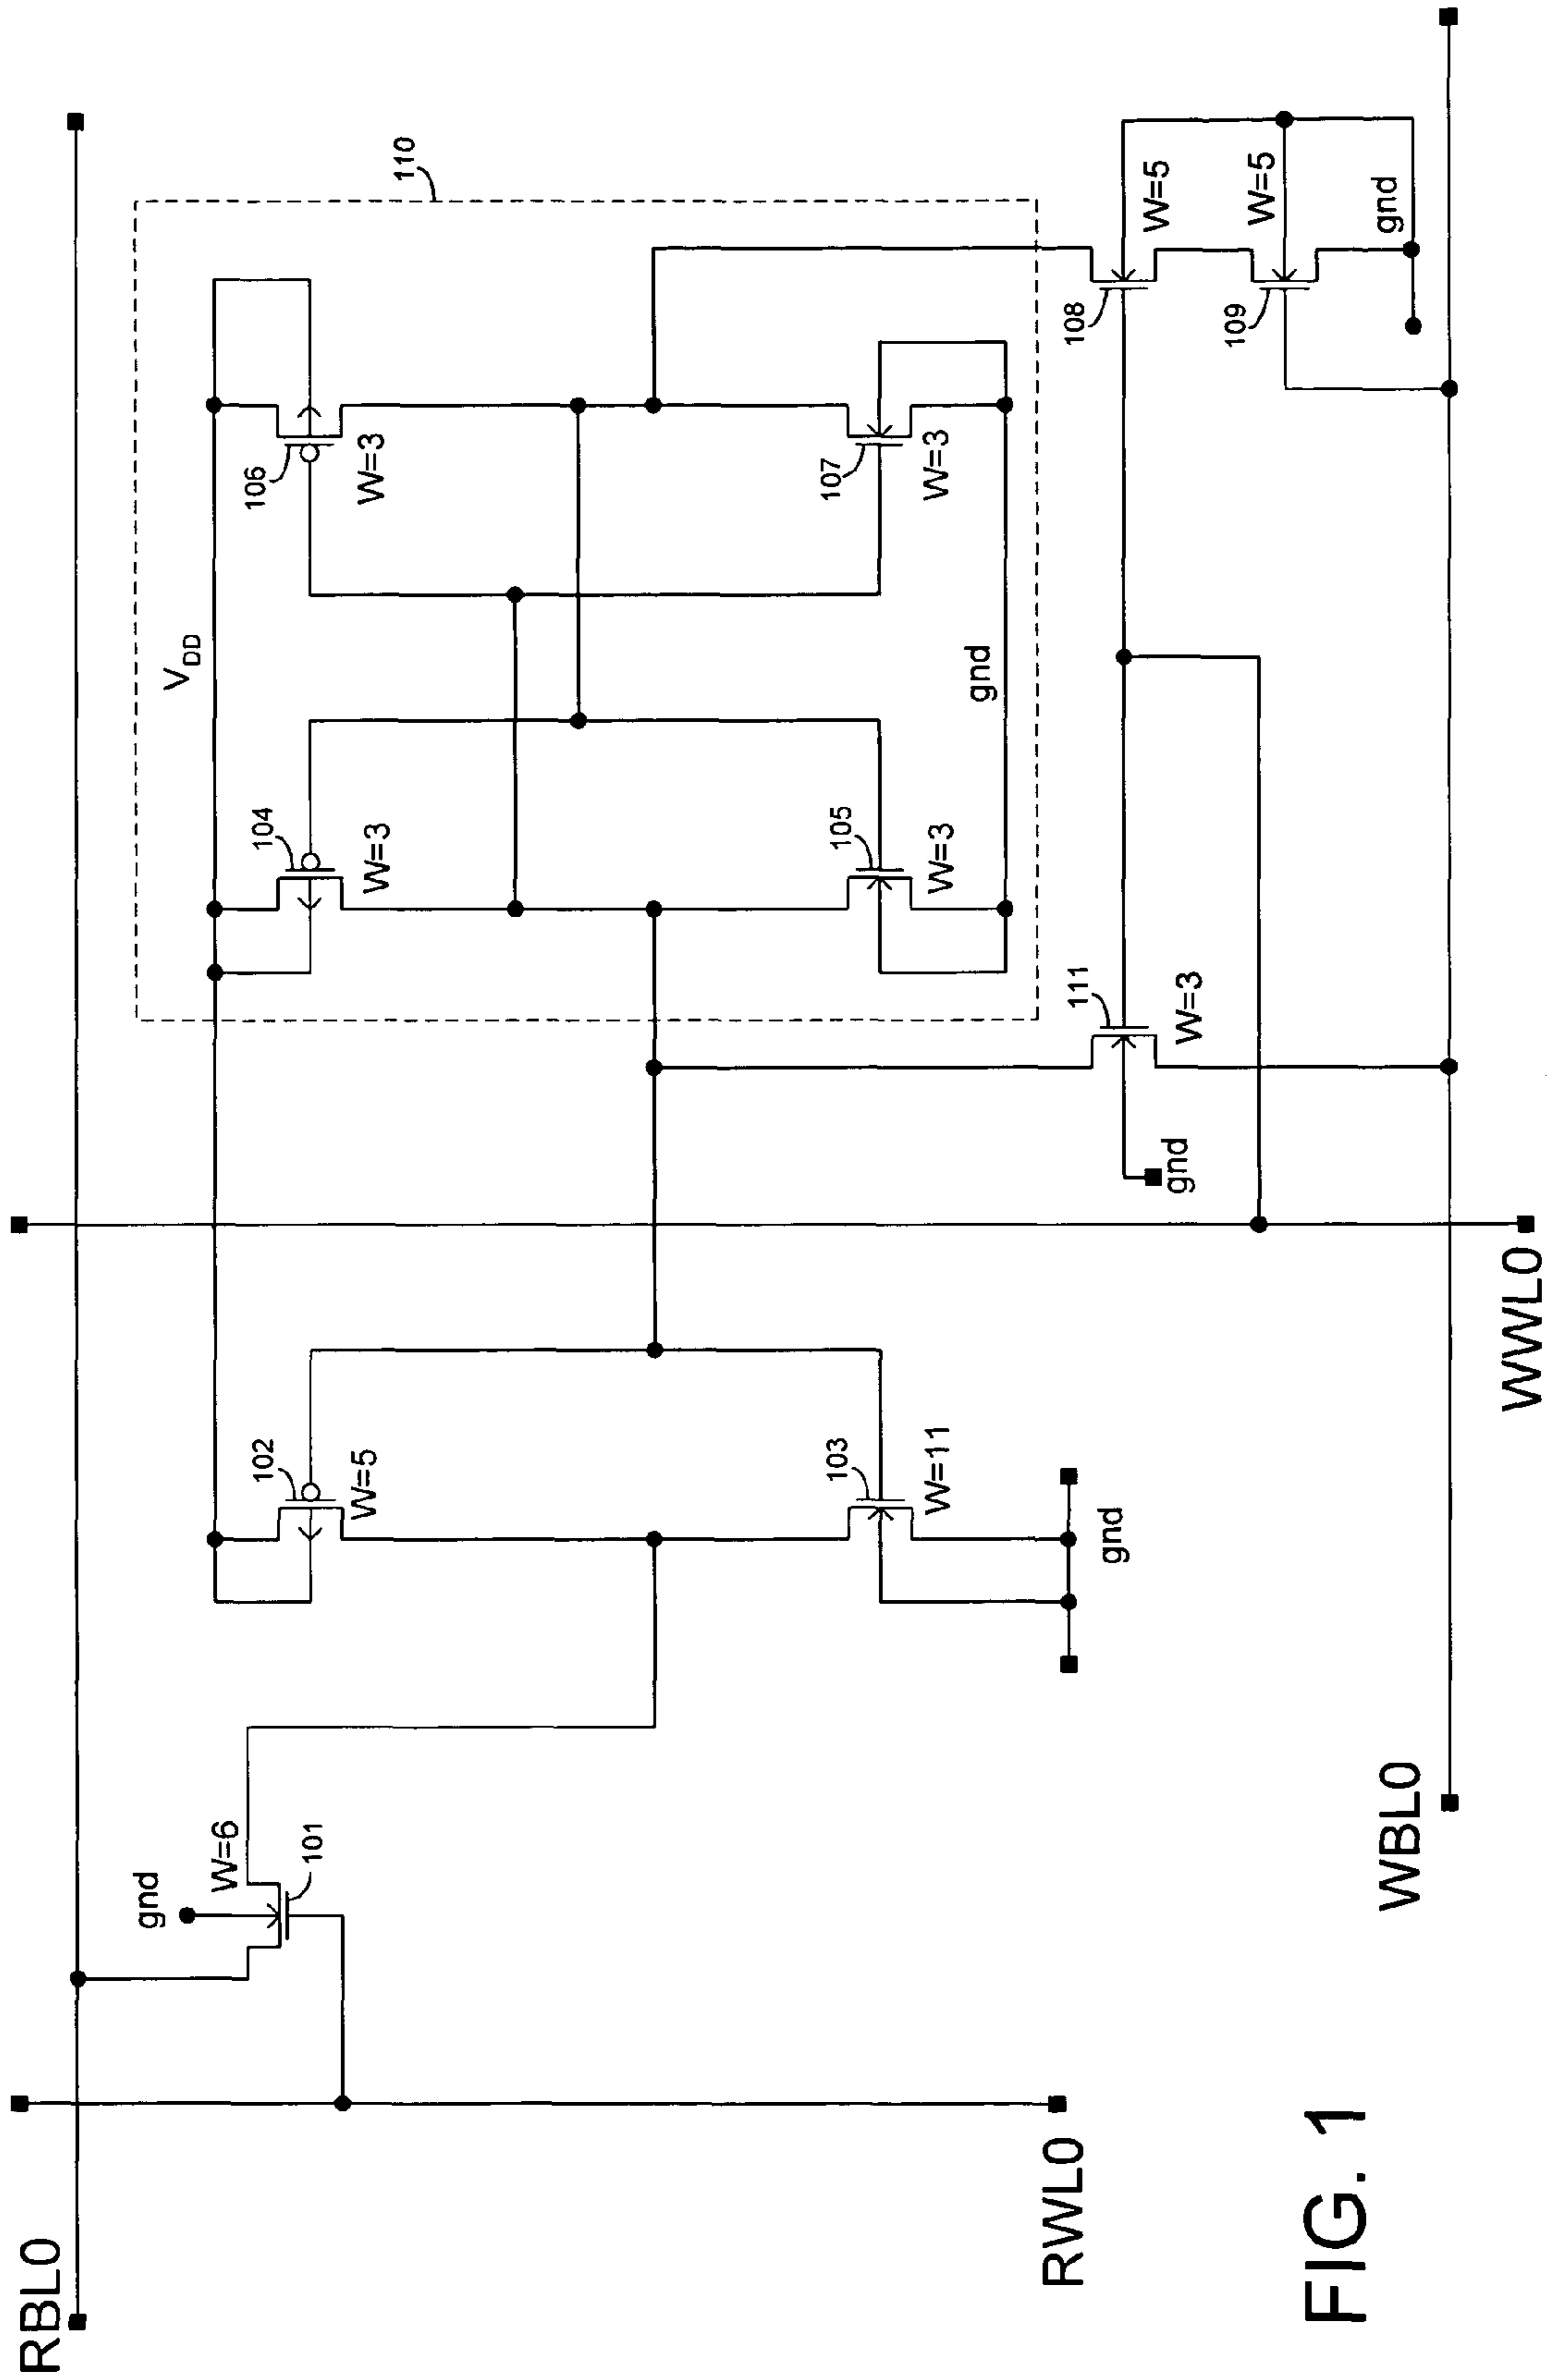 RBL0
gnd
VDD
W=6
102
104
106
101
W=5
W=3
W=3
110
103
105
107
W=11
W=3
W=3
gnd
RWL0
111
108
gnd
W=5
gnd
W=3
109
W=5
gnd
WBL0
WWL0
FIG. 1